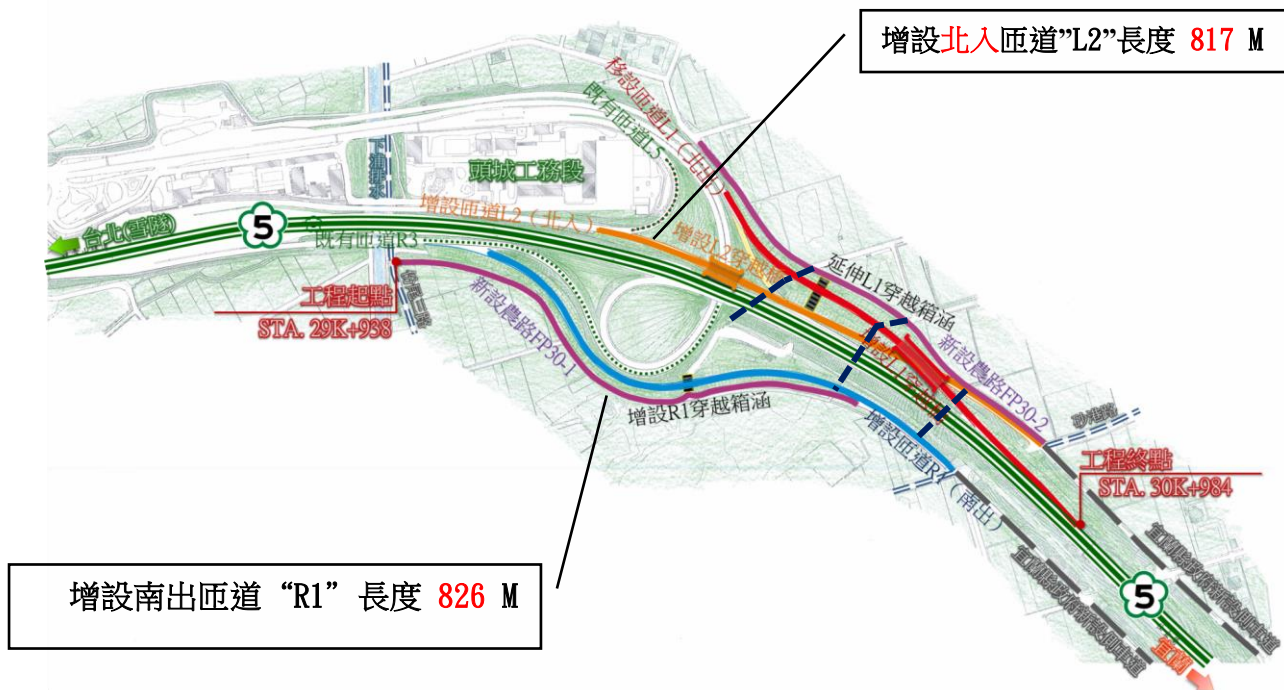 增設北入匝道”L2”長度 817 M
移設匝道L1（北出）
既有匝道L5
頭城工務段
增設匝道L2（北入）
5
台北(雪隧)
既有匝道R3
增設L2穿越橋
延伸L1穿越箱涵
工程起點
STA. 29K+938
新設農路FP30-1
增設R1穿越箱涵
新設農路FP30-2
增設匝道R1（南出）
工程終點
STA. 30K+984
5
宜蘭
增設南出匝道 “R1” 長度 826 M